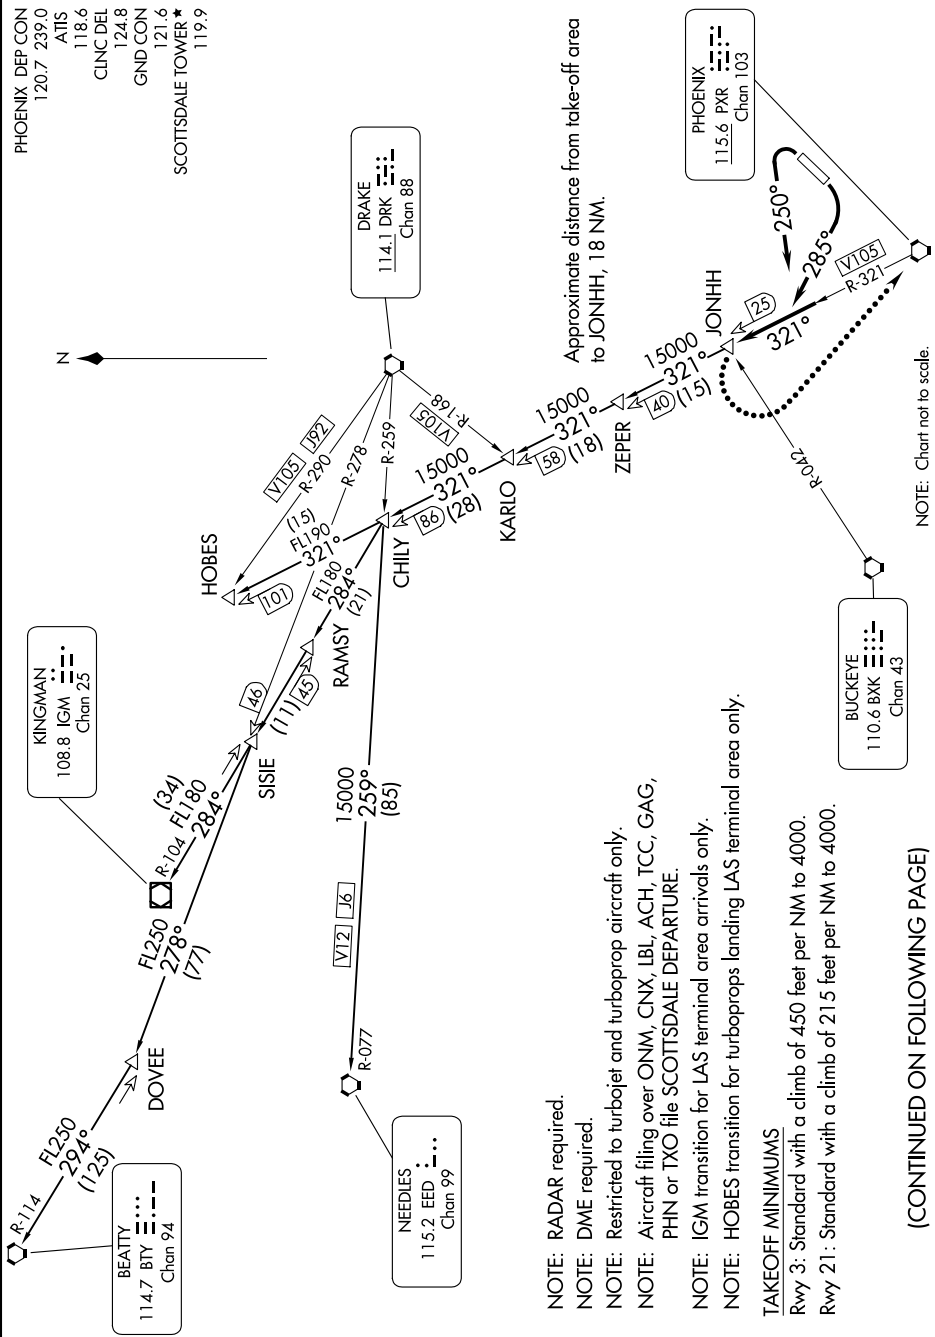 PHOENIX DEP CON
120.7 239.0
ATIS
118.6
CLNC DEL
124.8
GND CON
121.6
SCOTTSDALE TOWER ★
119.9
N
BEATTY
114.7 BTY
Chan 94
R-114
FL250
294°
(125)
DOVEE
FL250
278°
(77)
KINGMAN
108.8 IGM
Chan 25
R-104
(34)
FL180
284°
SISIE
46
(11)
45
RAMSY
FL180
284°
(21)
HOBES
101
(15)
FL190
321°
V105
J92
R-290
R-278
R-259
DRAKE
114.1 DRK
Chan 88
V105
R-168
CHILY
15000
321°
86
(28)
KARLO
15000
321°
58
(18)
ZEPER
15000
321°
40
(15)
JONHH
25
321°
Approximate distance from take-off area
to JONHH, 18 NM.
250°
285°
V105
R-321
PHOENIX
115.6 PXR
Chan 103
R-042
BUCKEYE
110.6 BXK
Chan 43
NEEDLES
115.2 EED
Chan 99
R-077
V12
J6
15000
259°
(85)
NOTE: Chart not to scale.
NOTE: RADAR required.
NOTE: DME required.
NOTE: Restricted to turbojet and turboprop aircraft only.
NOTE: Aircraft filing over ONM, CNX, LBL, ACH, TCC, GAG,
PHN or TXO file SCOTTSDALE DEPARTURE.
NOTE: IGM transition for LAS terminal area arrivals only.
NOTE: HOBES transition for turboprops landing LAS terminal area only.
TAKEOFF MINIMUMS
Rwy 3: Standard with a climb of 450 feet per NM to 4000.
Rwy 21: Standard with a climb of 215 feet per NM to 4000.
(CONTINUED ON FOLLOWING PAGE)